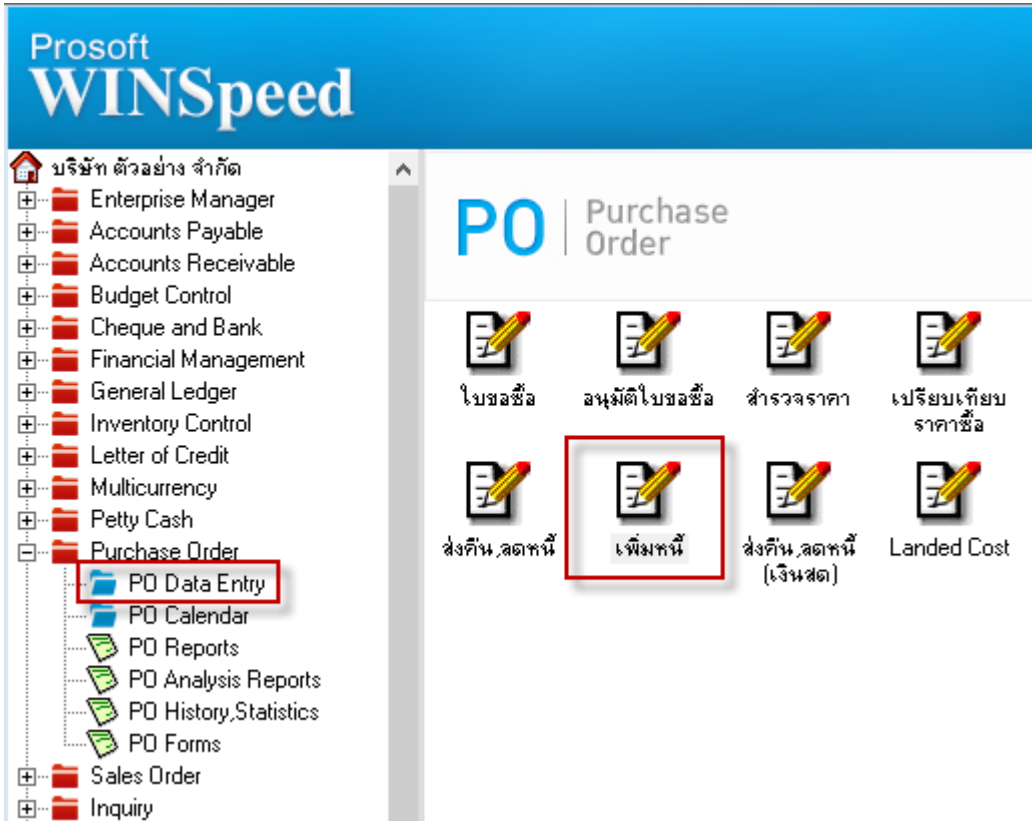 Prosoft
WINSpeed
บริษัท ตัวอย่าง จำกัด
Enterprise Manager
Accounts Payable
Accounts Receivable
Budget Control
Cheque and Bank
Financial Management
General Ledger
Inventory Control
Letter of Credit
Multicurrency
Petty Cash
Purchase Order
PO Data Entry
PO Calendar
PO Reports
PO Analysis Reports
PO History,Statistics
PO Forms
Sales Order
Inquiry
PO Purchase
Order
ใบขอซื้อ อนุมัติใบขอซื้อ สำรวจราคา เปรียบเทียบ
ราคาซื้อ
ส่งคืน,ลดหนี้ เพิ่มหนี้ ส่งคืน,ลดหนี้ Landed Cost
(เงินสด)